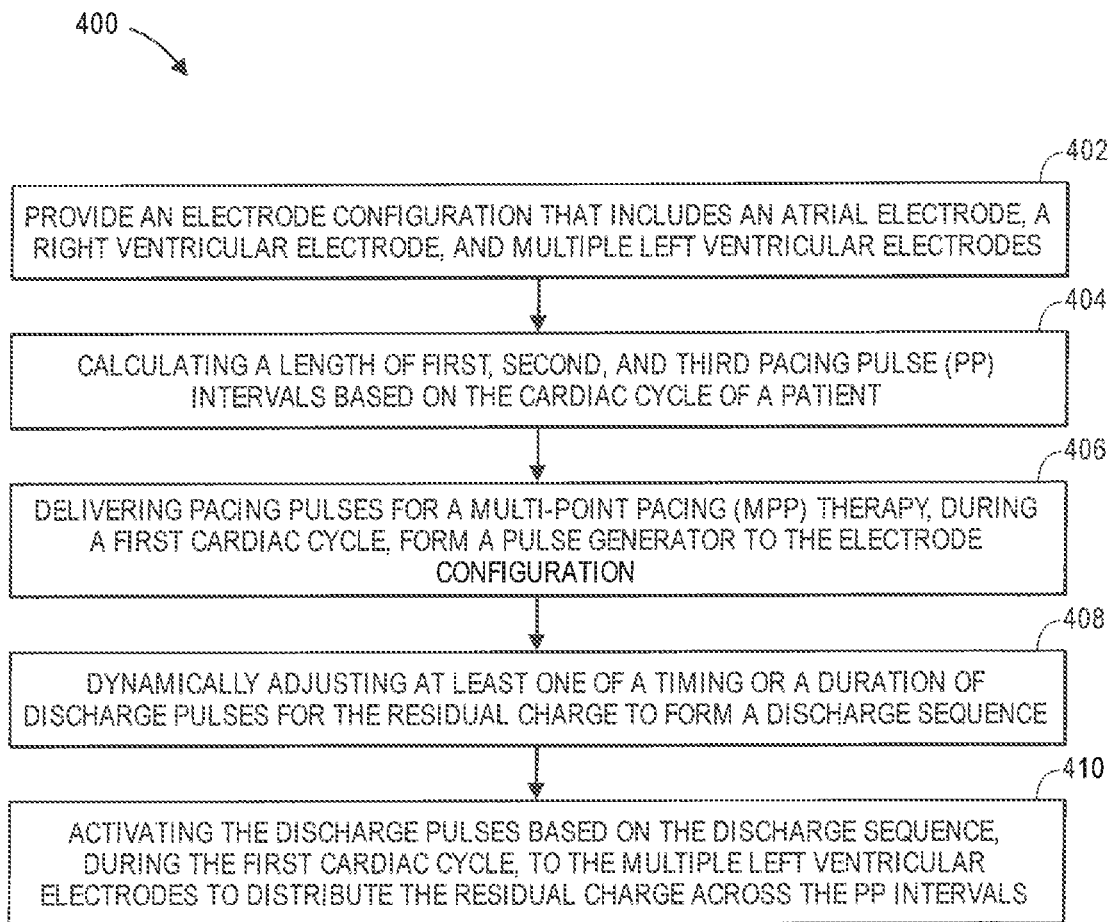 400
402
PROVIDE AN ELECTRODE CONFIGURATION THAT INCLUDES AN ATRIAL ELECTRODE, A
RIGHT VENTRICULAR ELECTRODE, AND MULTIPLE LEFT VENTRICULAR ELECTRODES
404
CALCULATING A LENGTH OF FIRST, SECOND, AND THIRD PACING PULSE (PP)
INTERVALS BASED ON THE CARDIAC CYCLE OF A PATIENT
406
DELIVERING PACING PULSES FOR A MULTI-POINT PACING (MPP) THERAPY, DURING
A FIRST CARDIAC CYCLE, FORM A PULSE GENERATOR TO THE ELECTRODE
CONFIGURATION
408
DYNAMICALLY ADJUSTING AT LEAST ONE OF A TIMING OR A DURATION OF
DISCHARGE PULSES FOR THE RESIDUAL CHARGE TO FORM A DISCHARGE SEQUENCE
410
ACTIVATING THE DISCHARGE PULSES BASED ON THE DISCHARGE SEQUENCE,
DURING THE FIRST CARDIAC CYCLE, TO THE MULTIPLE LEFT VENTRICULAR
ELECTRODES TO DISTRIBUTE THE RESIDUAL CHARGE ACROSS THE PP INTERVALS